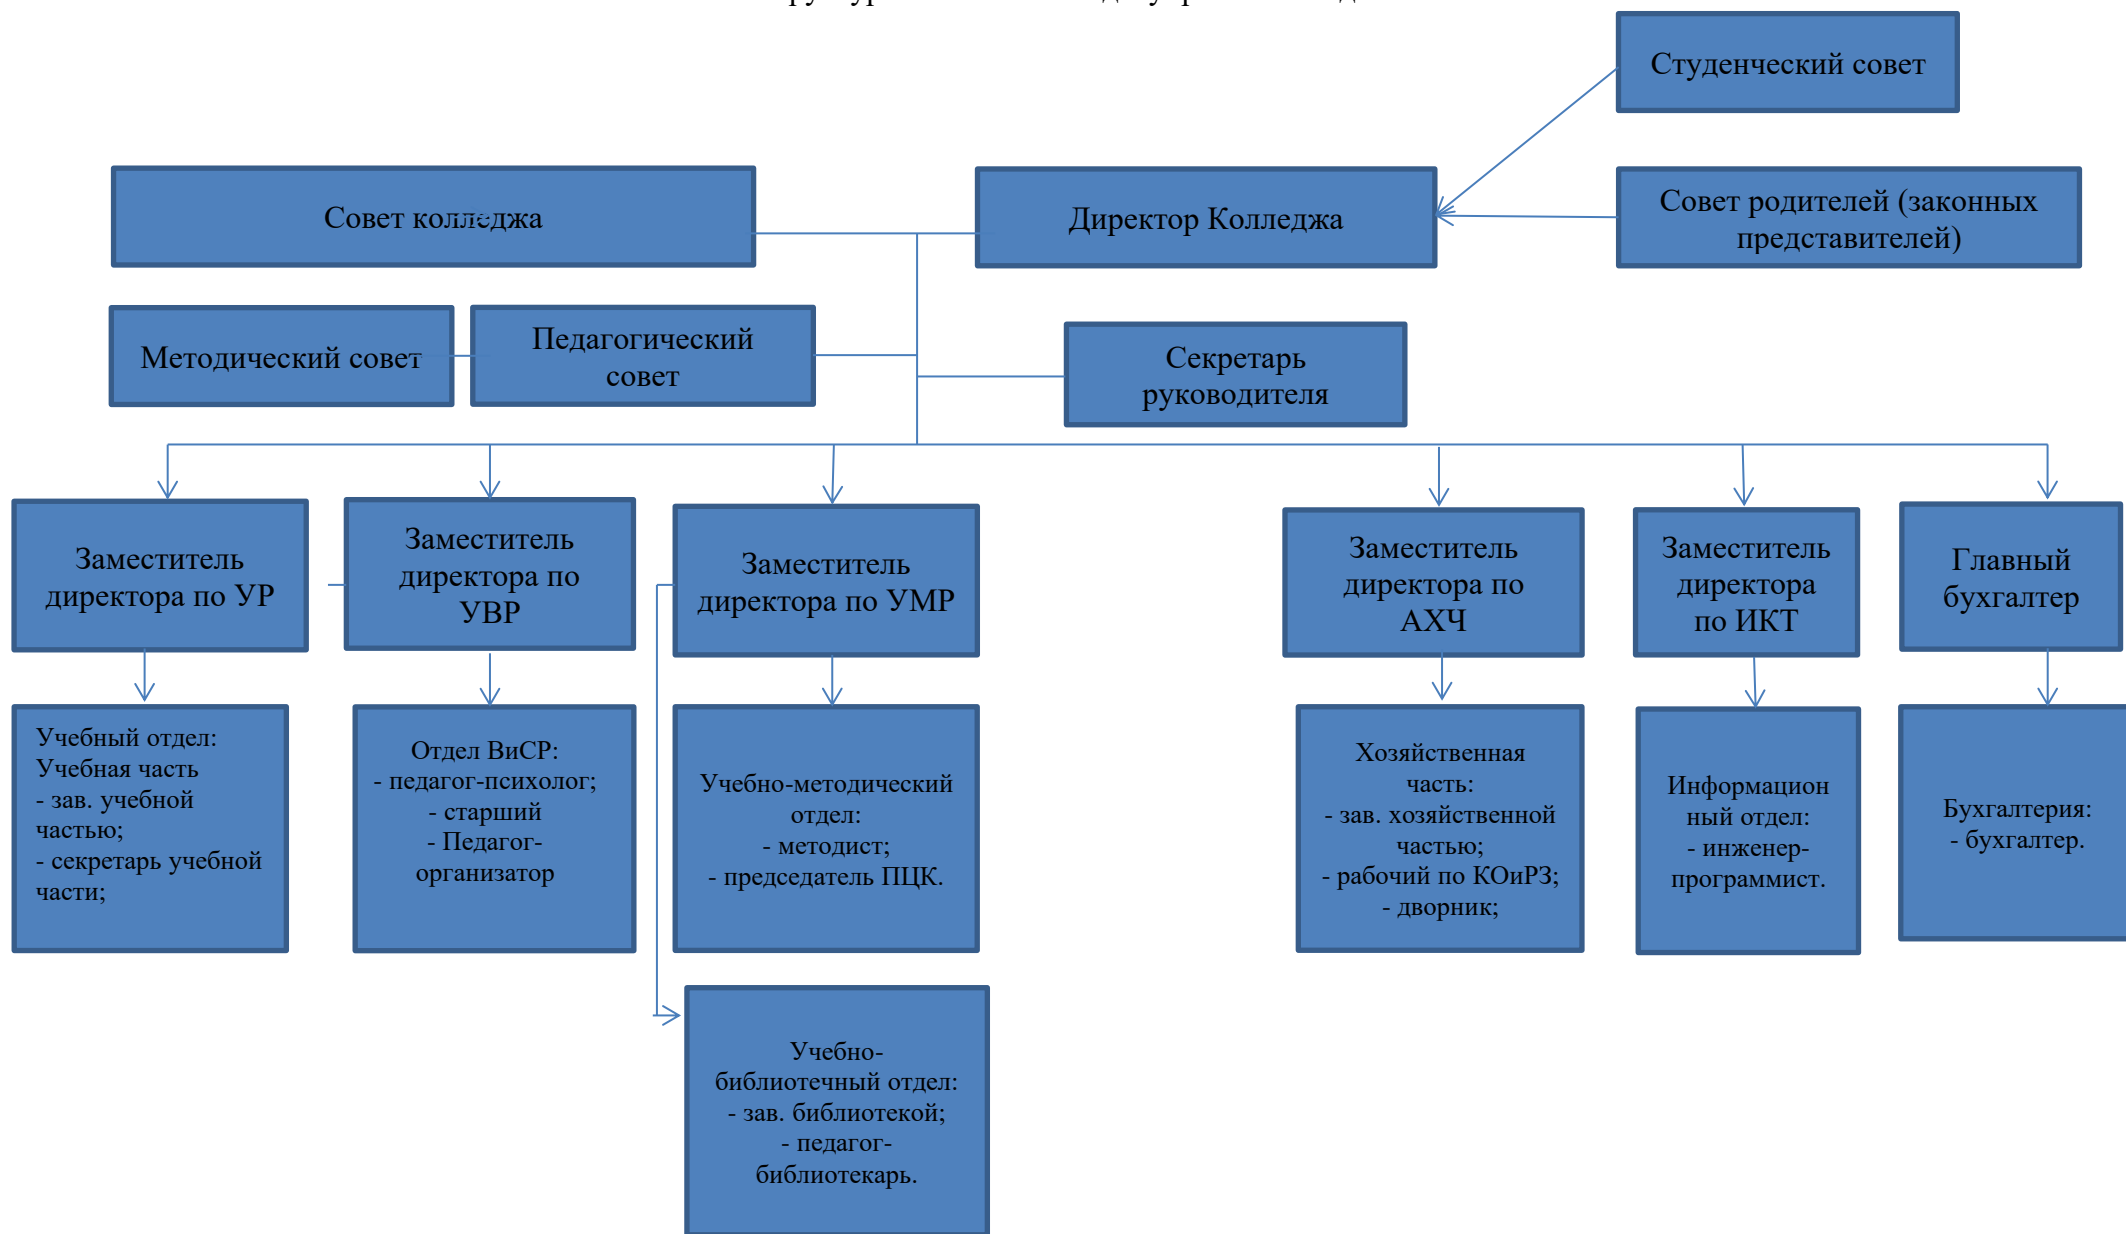 Студенческий совет
Совет колледжа
Директор Колледжа
Совет родителей (законных
представителей)
Методический совет
Педагогический
совет
Секретарь
руководителя
Заместитель
директора по УР
Заместитель
директора по
УВР
Заместитель
директора по УМР
Заместитель
директора по
АХЧ
Заместитель
директора
по ИКТ
Главный
бухгалтер
Учебный отдел:
Учебная часть
- зав. учебной
частью;
- секретарь учебной
части;
Отдел ВиСР:
- педагог-психолог;
- старший
- Педагог-
организатор
Учебно-методический
отдел:
- методист;
- председатель ПЦК.
Хозяйственная
часть:
- зав. хозяйственной
частью;
- рабочий по КОиРЗ;
- дворник;
Информацион
ный отдел:
- инженер-
программист.
Бухгалтерия:
- бухгалтер.
Учебно-
библиотечный отдел:
- зав. библиотекой;
- педагог-
библиотекарь.